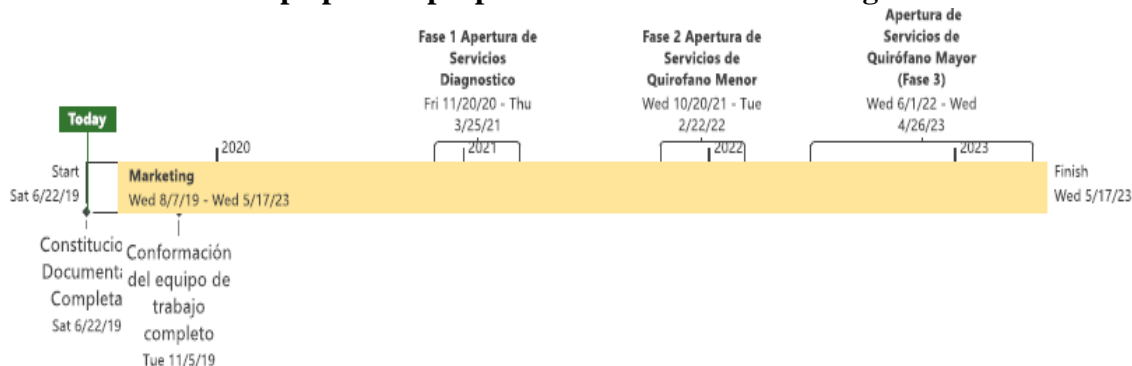 Apertura de
Servicios de
Quirófano Mayor
(Fase 3)
Wed 6/1/22 - Wed
4/26/23
Fase 1 Apertura de
Servicios
Diagnostico
Fri 11/20/20 - Thu
3/25/21
Fase 2 Apertura de
Servicios de
Quirofano Menor
Wed 10/20/21 - Tue
2/22/22
Today
2020
2021
2022
2023
Start
Sat 6/22/19
Marketing
Wed 8/7/19 - Wed 5/17/23
Finish
Wed 5/17/23
Constitucio
Documenta
Completa
Sat 6/22/19
Conformación
del equipo de
trabajo
completo
Tue 11/5/19